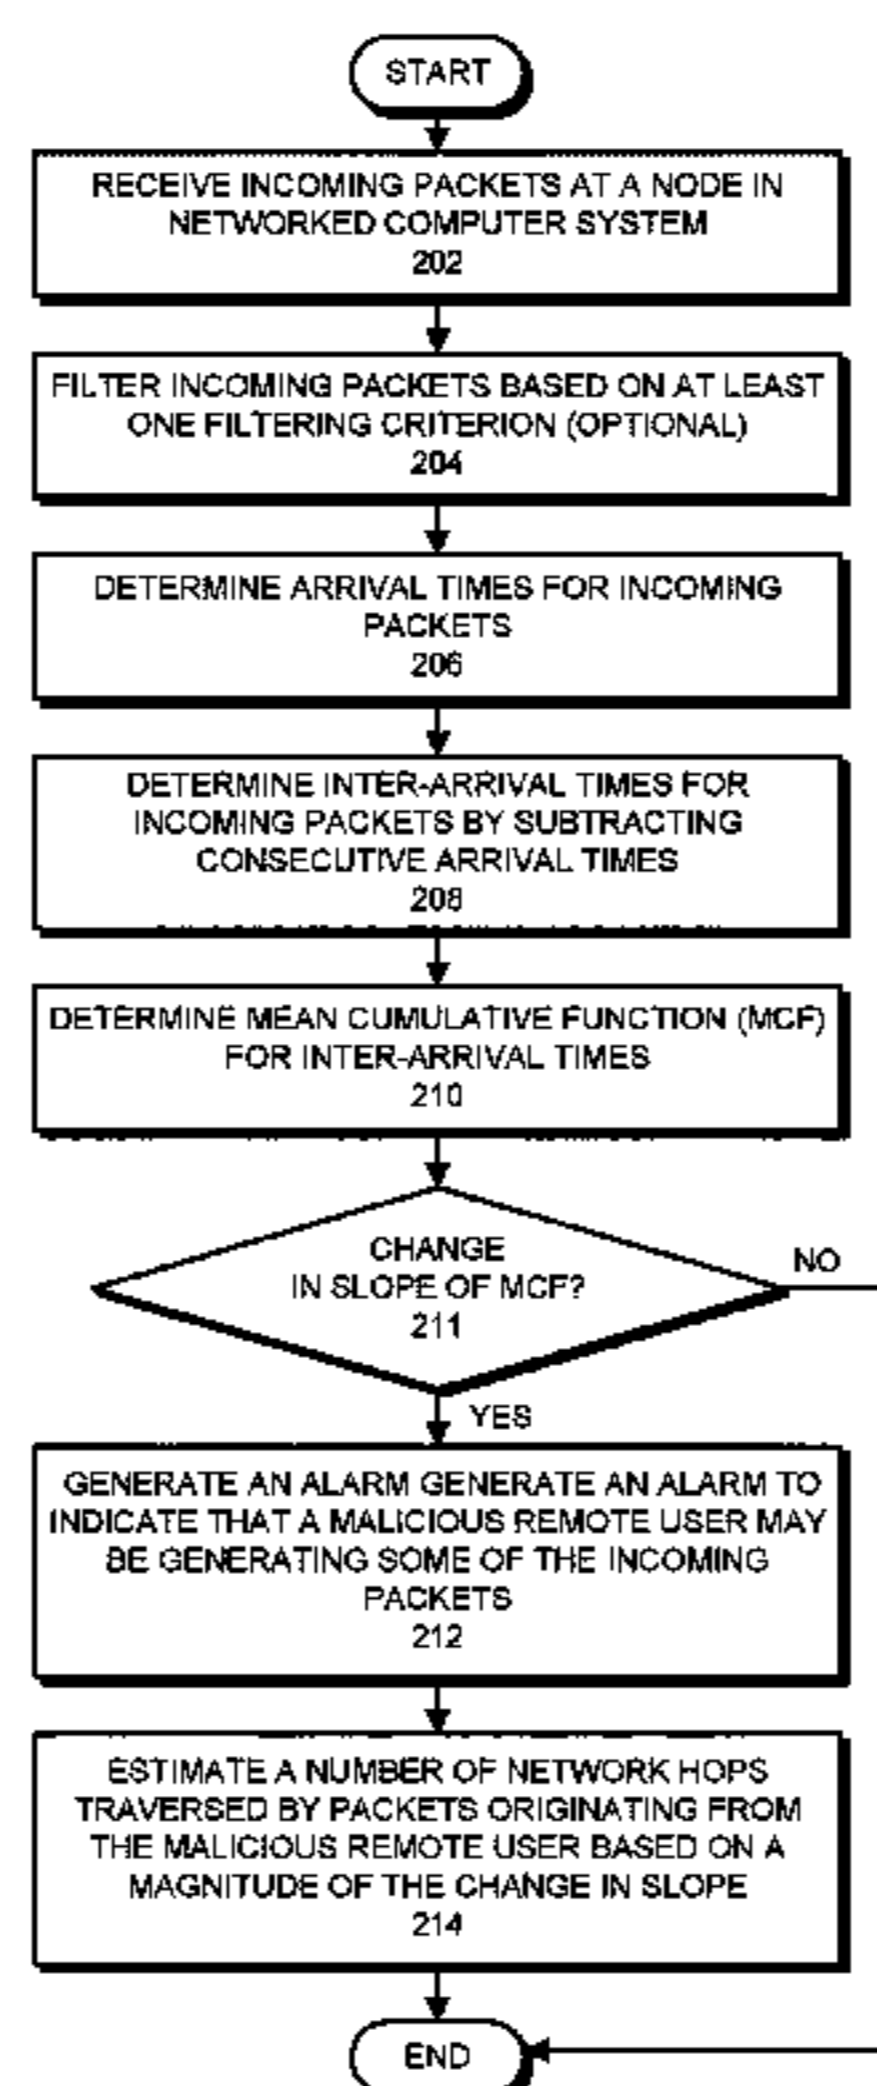 START
RECEIVE INCOMING PACKETS AT A NODE IN
NETWORKED COMPUTER SYSTEM
202
FILTER INCOMING PACKETS BASED ON AT LEAST
ONE FILTERING CRITERION (OPTIONAL)
204
DETERMINE ARRIVAL TIMES FOR INCOMING
PACKETS
206
DETERMINE INTER-ARRIVAL TIMES FOR
INCOMING PACKETS BY SUBTRACTING
CONSECUTIVE ARRIVAL TIMES
208
DETERMINE MEAN CUMULATIVE FUNCTION (MCF)
FOR INTER-ARRIVAL TIMES
210
CHANGE
IN SLOPE OF MCF?
211
NO
YES
GENERATE AN ALARM GENERATE AN ALARM TO
INDICATE THAT A MALICIOUS REMOTE USER MAY
BE GENERATING SOME OF THE INCOMING
PACKETS
212
ESTIMATE A NUMBER OF NETWORK HOPS
TRAVERSED BY PACKETS ORIGINATING FROM
THE MALICIOUS REMOTE USER BASED ON A
MAGNITUDE OF THE CHANGE IN SLOPE
214
END